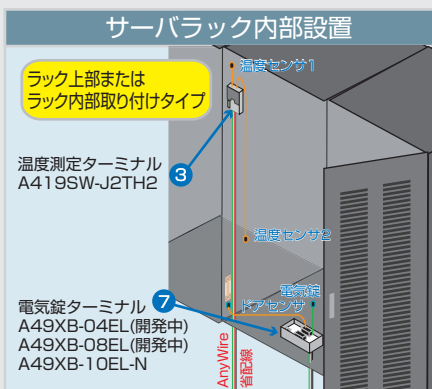 サーバラック内部設置
ラック上部または
ラック内部取り付けタイプ
温度センサ1
温度測定ターミナル
A419SW-J2TH2
3
温度センサ2
電気錠
ドアセンサ
電気錠ターミナル
7
A49XB-04EL(開発中)
A49XB-08EL(開発中)
A49XB-10EL-N
AnyWire
省配線